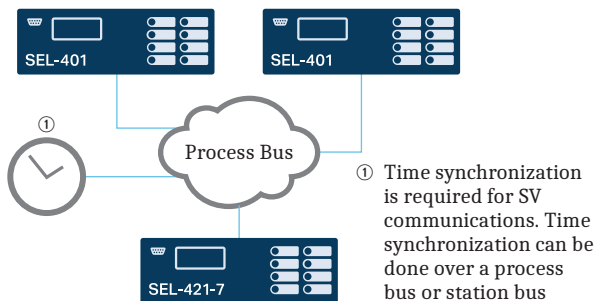 SEL-401
SEL-401
①
Process Bus
① Time synchronization
is required for SV
communications. Time
synchronization can be
done over a process
bus or station bus
SEL-421-7